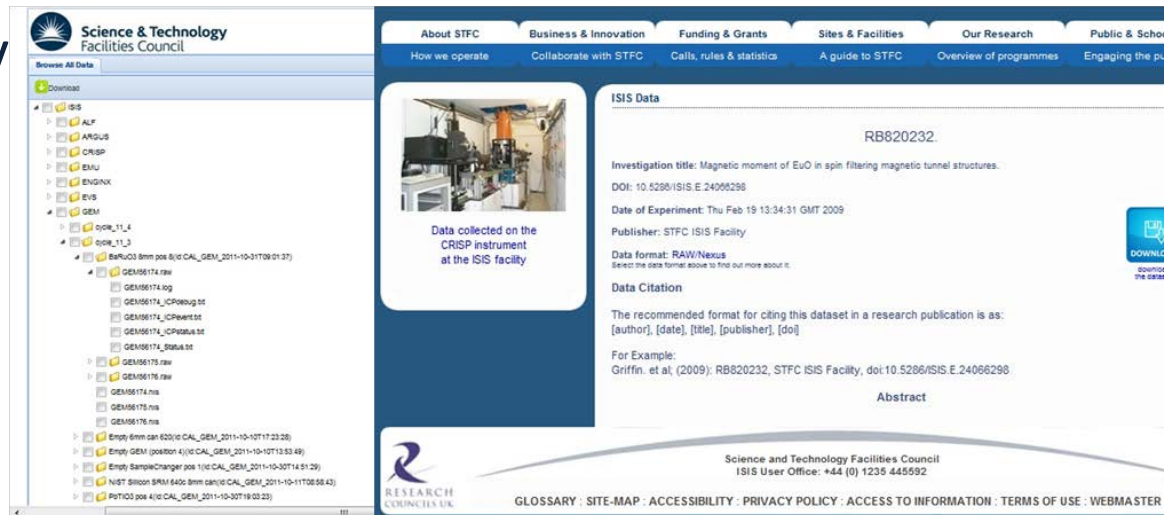 Science & Technology
Facilities Council
Browse All Data
Download
ISIS
ALF
ARGUS
CRISP
EMU
ENGINX
EVS
GEM
cycle_11_4
cycle_11_3
BaRuO3 8mm pos 8(id:CAL_GEM_2011-10-31T09:01:37)
GEM56174.raw
GEM56174.log
GEM56174_ICPdebug.txt
GEM56174_ICPevent.txt
GEM56174_ICPstatus.txt
GEM56174_Status.txt
GEM56175.raw
GEM56176.raw
GEM56174.nxs
GEM56175.nxs
GEM56176.nxs
Empty 6mm can 620(id:CAL_GEM_2011-10-10T17:23:28)
Empty GEM (position 4)(id:CAL_GEM_2011-10-10T13:53:49)
Empty SampleChanger pos 1(id:CAL_GEM_2011-10-30T14:51:29)
NIST Silicon SRM 640c 8mm can(id:CAL_GEM_2011-10-11T08:58:43)
PbTiO3 pos 4(id:CAL_GEM_2011-10-30T19:03:23)
About STFC Business & Innovation Funding & Grants Sites & Facilities Our Research Public & Schoo
How we operate Collaborate with STFC Calls, rules & statistics A guide to STFC Overview of programmes Engaging the pu
Data collected on the
CRISP instrument
at the ISIS facility
ISIS Data
RB820232.
Investigation title: Magnetic moment of EuO in spin filtering magnetic tunnel structures.
DOI: 10.5286/ISIS.E.24066298
Date of Experiment: Thu Feb 19 13:34:31 GMT 2009
Publisher: STFC ISIS Facility
Data format: RAW/Nexus
Select the data format above to find out more about it.
DOWNLO
downloa
the datas
Data Citation
The recommended format for citing this dataset in a research publication is as:
[author], [date], [title], [publisher], [doi]
For Example:
Griffin. et al; (2009): RB820232, STFC ISIS Facility, doi:10.5286/ISIS.E.24066298
Abstract
RESEARCH
COUNCILS UK
Science and Technology Facilities Council
ISIS User Office: +44 (0) 1235 445592
GLOSSARY : SITE-MAP : ACCESSIBILITY : PRIVACY POLICY : ACCESS TO INFORMATION : TERMS OF USE : WEBMASTER